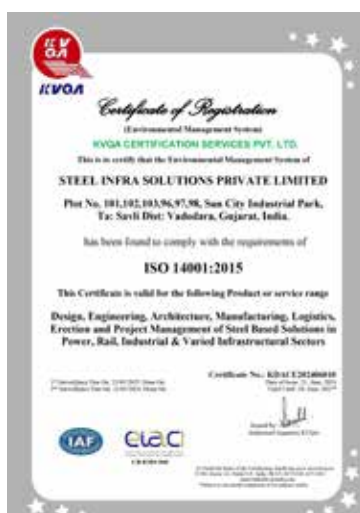 KVQA
Certificate of Registration
(Environmental Management System)
KVQA CERTIFICATION SERVICES PVT. LTD.
This is to certify that the Environmental Management System of
STEEL INFRA SOLUTIONS PRIVATE LIMITED
Plot No. 101,102,103,96,97,98, Sun City Industrial Park,
Ta: Savli Dist: Vadodara, Gujarat, India.
has been found to comply with the requirements of
ISO 14001:2015
This Certificate is valid for the following Product or service range
Design, Engineering, Architecture, Manufacturing, Logistics,
Erection and Project Management of Steel Based Solutions in
Power, Rail, Industrial & Varied Infrastructural Sectors
Certificate No.:
IAF
eiac